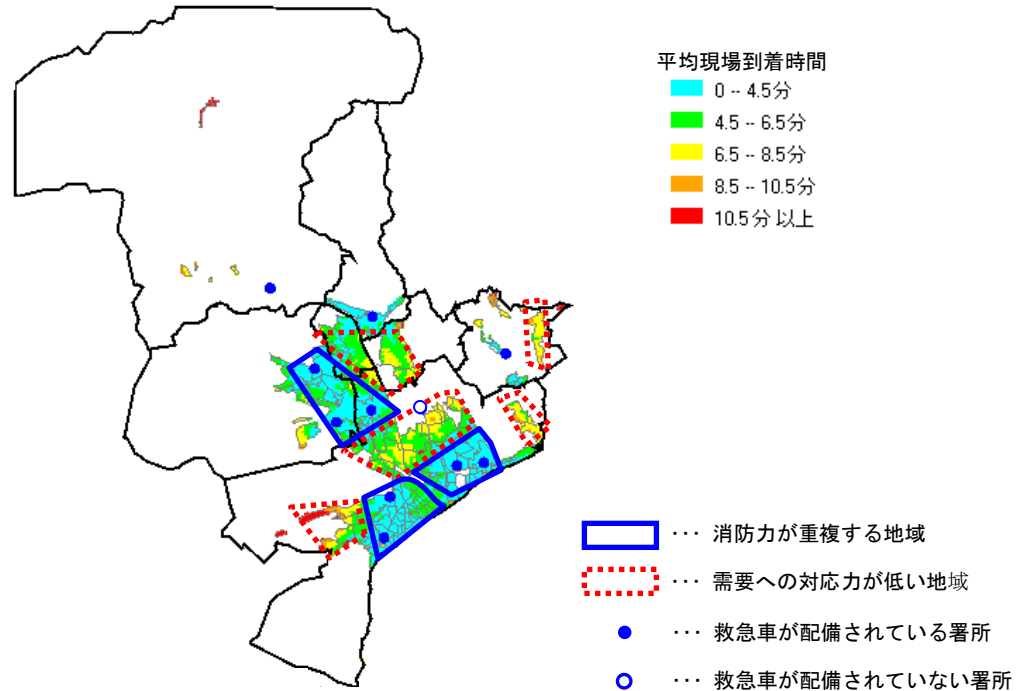 平均現場到着時間
0 -- 4.5分
4.5 -- 6.5分
6.5 -- 8.5分
8.5 -- 10.5分
10.5分 以上
･･･ 消防力が重複する地域
･･･ 需要への対応力が低い地域
･･･ 救急車が配備されている署所
･･･ 救急車が配備されていない署所